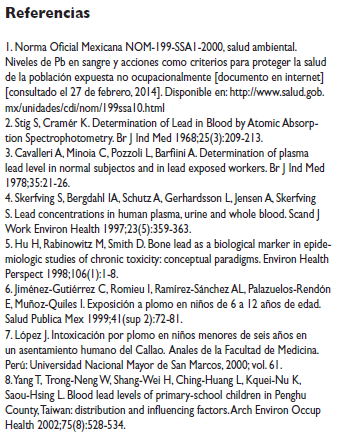 Referencias
1. Norma Oficial Mexicana NOM-199-SSA1-2000, salud ambiental.
Niveles de Pb en sangre y acciones como criterios para proteger la salud
de la población expuesta no ocupacionalmente [documento en internet]
[consultado el 27 de febrero, 2014]. Disponible en: http://www.salud.gob.
mx/unidades/cdi/nom/199ssa10.html
2. Stig S, Cramér K. Determination of Lead in Blood by Atomic Absorp-
tion Spectrophotometry. Br J Ind Med 1968;25(3):209-213.
3. Cavalleri A, Minoia C, Pozzoli L, Barfiini A. Determination of plasma
lead level in normal subjectos and in lead exposed workers. Br J Ind Med
1978;35:21-26.
4. Skerfving S, Bergdahl IA, Schutz A, Gerhardsson L, Jensen A, Skerfving
S. Lead concentrations in human plasma, urine and whole blood. Scand J
Work Environ Health 1997;23(5):359-363.
5. Hu H, Rabinowitz M, Smith D. Bone lead as a biological marker in epide-
miologic studies of chronic toxicity: conceptual paradigms. Environ Health
Perspect 1998;106(1):1-8.
6. Jiménez-Gutiérrez C, Romieu I, Ramírez-Sánchez AL, Palazuelos-Rendón
E, Muñoz-Quiles I. Exposición a plomo en niños de 6 a 12 años de edad.
Salud Publica Mex 1999;41(sup 2):72-81.
7. López J. Intoxicación por plomo en niños menores de seis años en
un asentamiento humano del Callao. Anales de la Facultad de Medicina.
Perú: Universidad Nacional Mayor de San Marcos, 2000; vol. 61.
8.Yang T, Trong-Neng W, Shang-Wei H, Ching-Huang L, Kquei-Nu K,
Saou-Hsing L. Blood lead levels of primary-school children in Penghu
County, Taiwan: distribution and influencing factors. Arch Environ Occup
Health 2002;75(8):528-534.